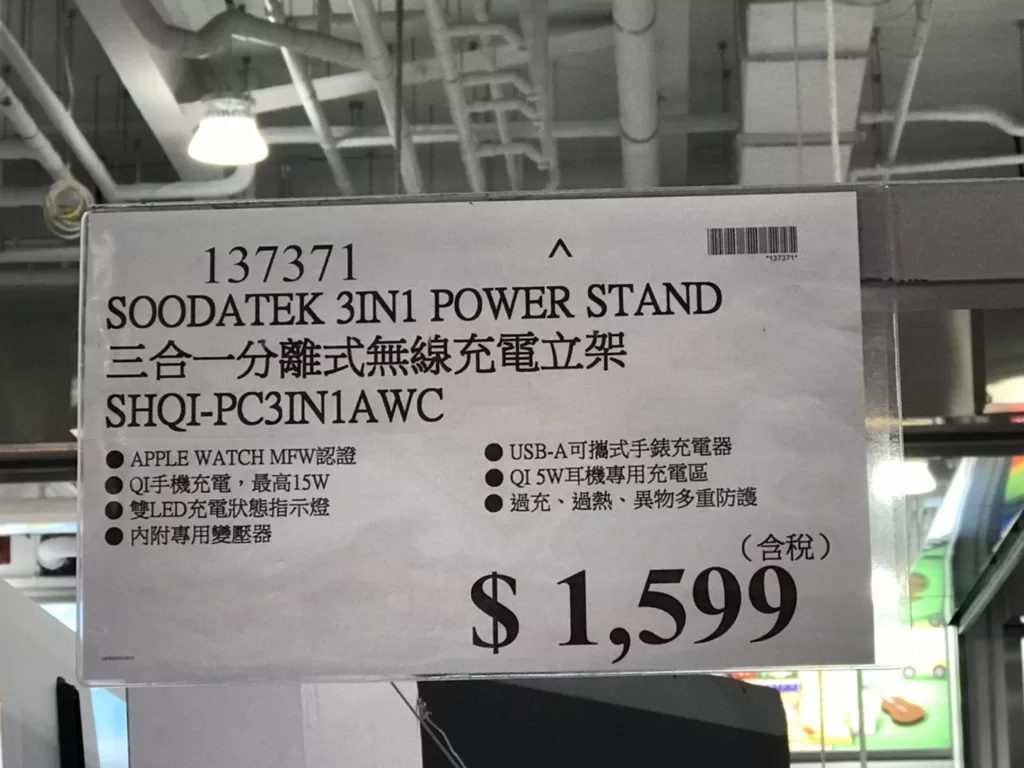 137371
^
*137371*
SOODATEK 3IN1 POWER STAND
三合一分離式無線充電立架
SHQI-PC3IN1AWC
● APPLE WATCH MFW認證
● QI手機充電，最高15W
● 雙LED充電狀態指示燈
● 內附專用變壓器
● USB-A可攜式手錶充電器
● QI 5W耳機專用充電區
● 過充、過熱、異物多重防護
（含稅）
$ 1,599